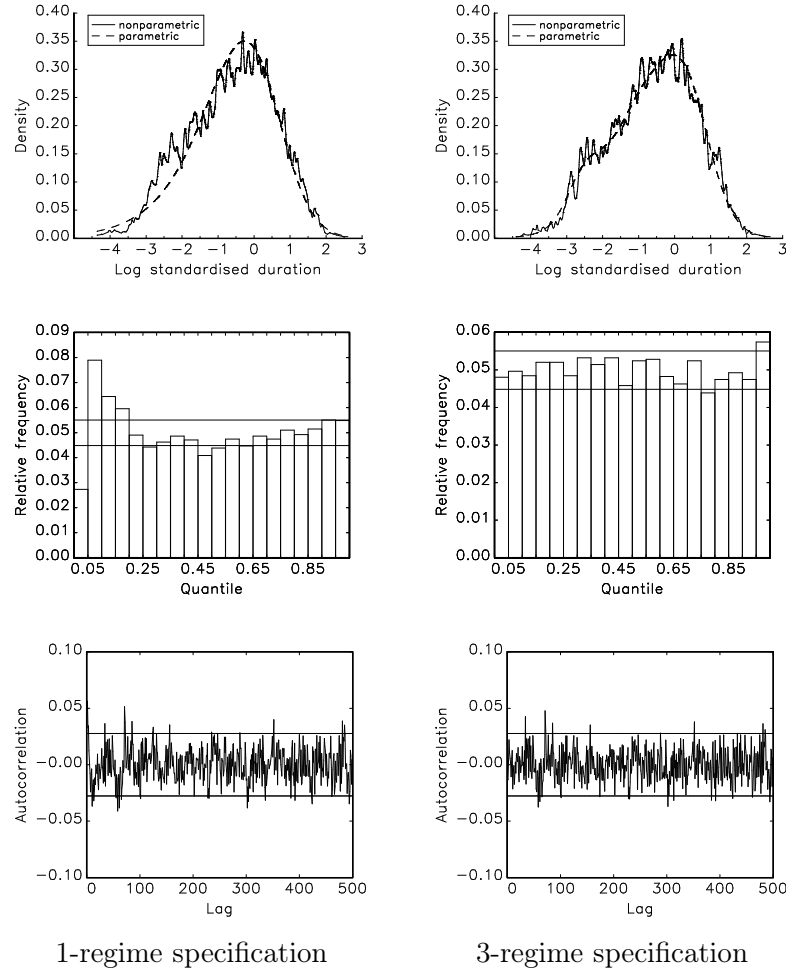 0.40
0.35
0.30
0.25
0.20
0.15
0.10
0.05
0.00
Density
nonparametric
parametric
−4 −3 −2 −1 0 1 2 3
Log standardised duration
0.40
0.35
0.30
0.25
0.20
0.15
0.10
0.05
0.00
Density
nonparametric
parametric
−4 −3 −2 −1 0 1 2 3
Log standardised duration
0.09
0.08
0.07
0.06
0.05
0.04
0.03
0.02
0.01
0.00
Relative frequency
0.05 0.25 0.45 0.65 0.85
Quantile
0.06
0.05
0.04
0.03
0.02
0.01
0.00
Relative frequency
0.05 0.25 0.45 0.65 0.85
Quantile
0.10
0.05
−0.00
−0.05
−0.10
Autocorrelation
0 100 200 300 400 500
Lag
0.10
0.05
−0.00
−0.05
−0.10
Autocorrelation
0 100 200 300 400 500
Lag
1-regime specification
3-regime specification